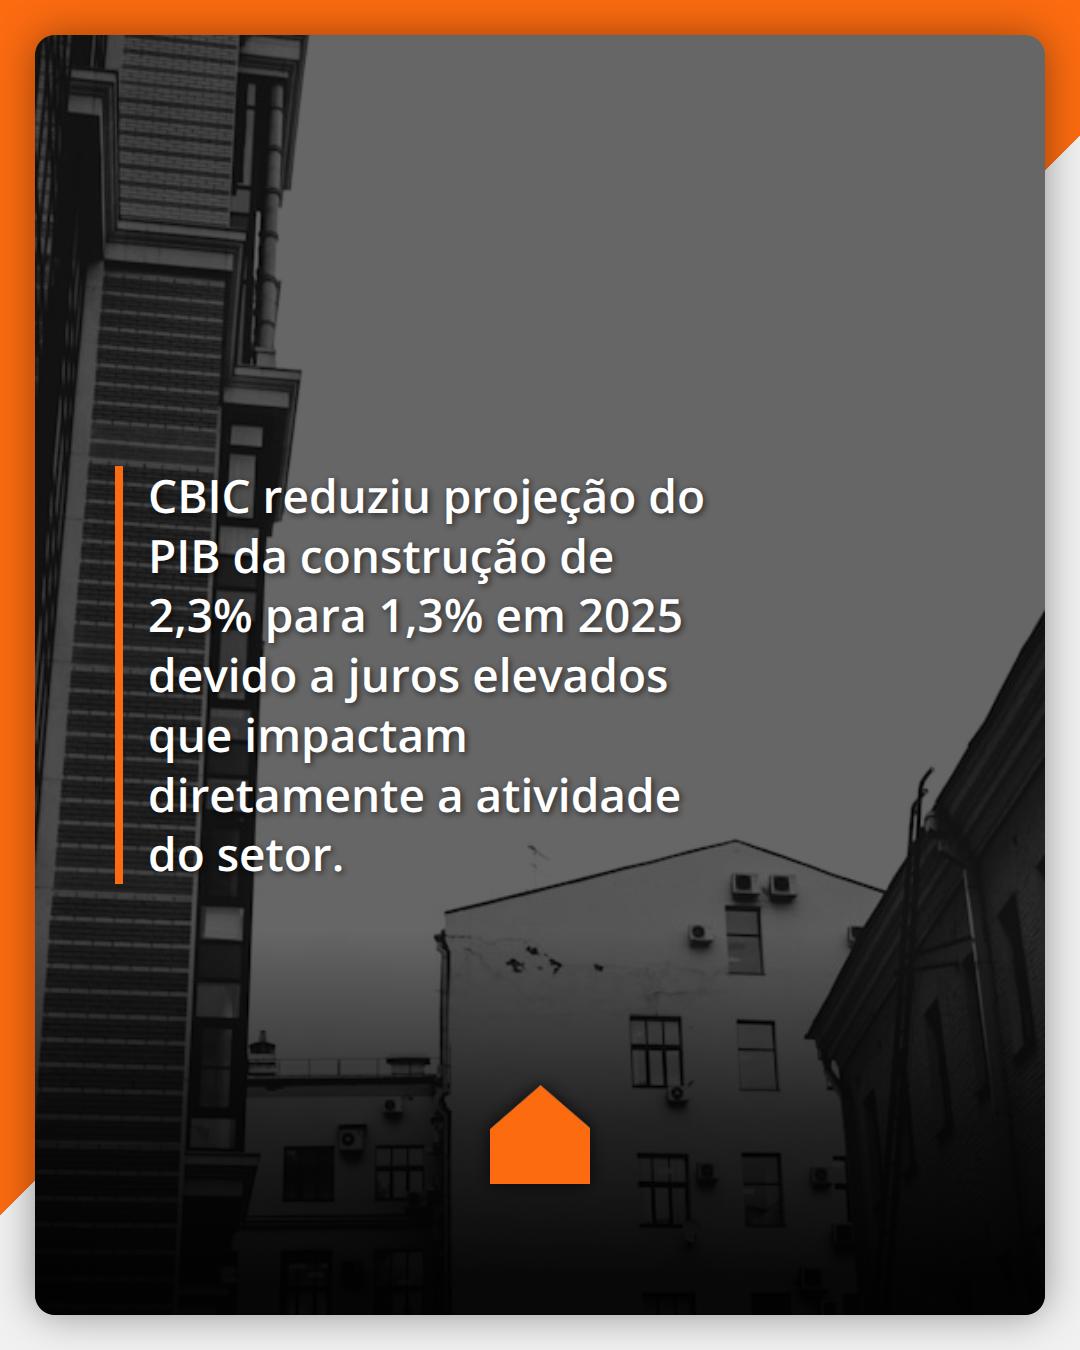 CBIC reduziu projeção do
PIB da construção de
2,3% para 1,3% em 2025
devido a juros elevados
que impactam
diretamente a atividade
do setor.